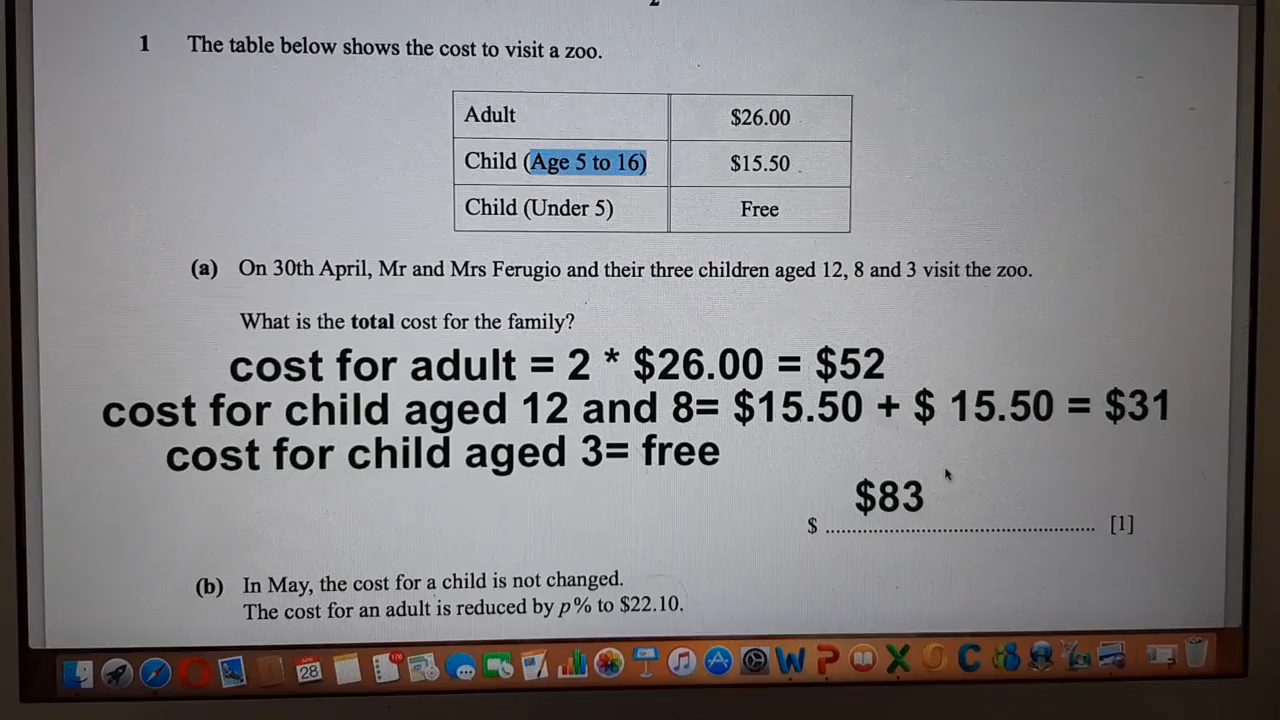 1 The table below shows the cost to visit a zoo.
Adult $26.00
Child (Age 5 to 16) $15.50
Child (Under 5) Free
(a) On 30th April, Mr and Mrs Ferugio and their three children aged 12, 8 and 3 visit the zoo.
What is the total cost for the family?
cost for adult = 2 * $26.00 = $52
cost for child aged 12 and 8= $15.50 + $ 15.50 = $31
cost for child aged 3= free
$83
$ .................................................... [1]
(b) In May, the cost for a child is not changed.
The cost for an adult is reduced by p% to $22.10.
28
176